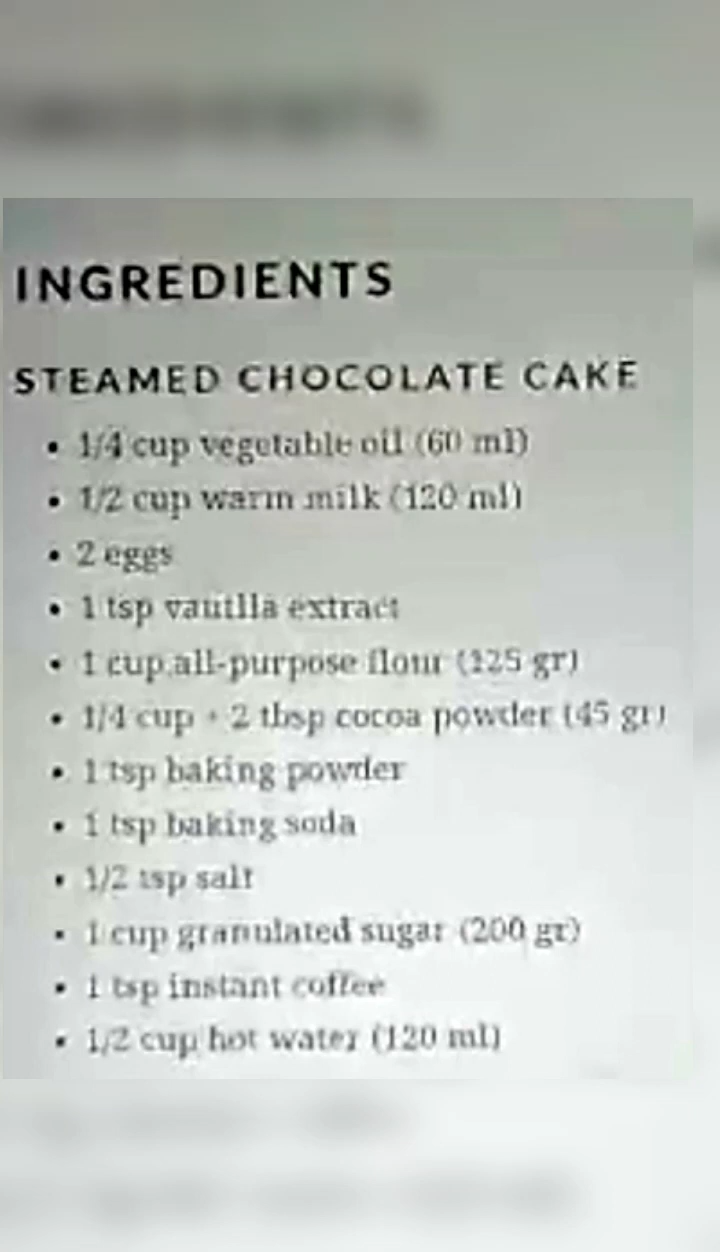 INGREDIENTS
STEAMED CHOCOLATE CAKE
• 1/4 cup vegetable oil (60 ml)
• 1/2 cup warm milk (120 ml)
• 2 eggs
• 1 tsp vanilla extract
• 1 cup all-purpose flour (125 gr)
• 1/4 cup + 2 tbsp cocoa powder (45 gr)
• 1 tsp baking powder
• 1 tsp baking soda
• 1/2 tsp salt
• 1 cup granulated sugar (200 gr)
• 1 tsp instant coffee
• 1/2 cup hot water (120 ml)